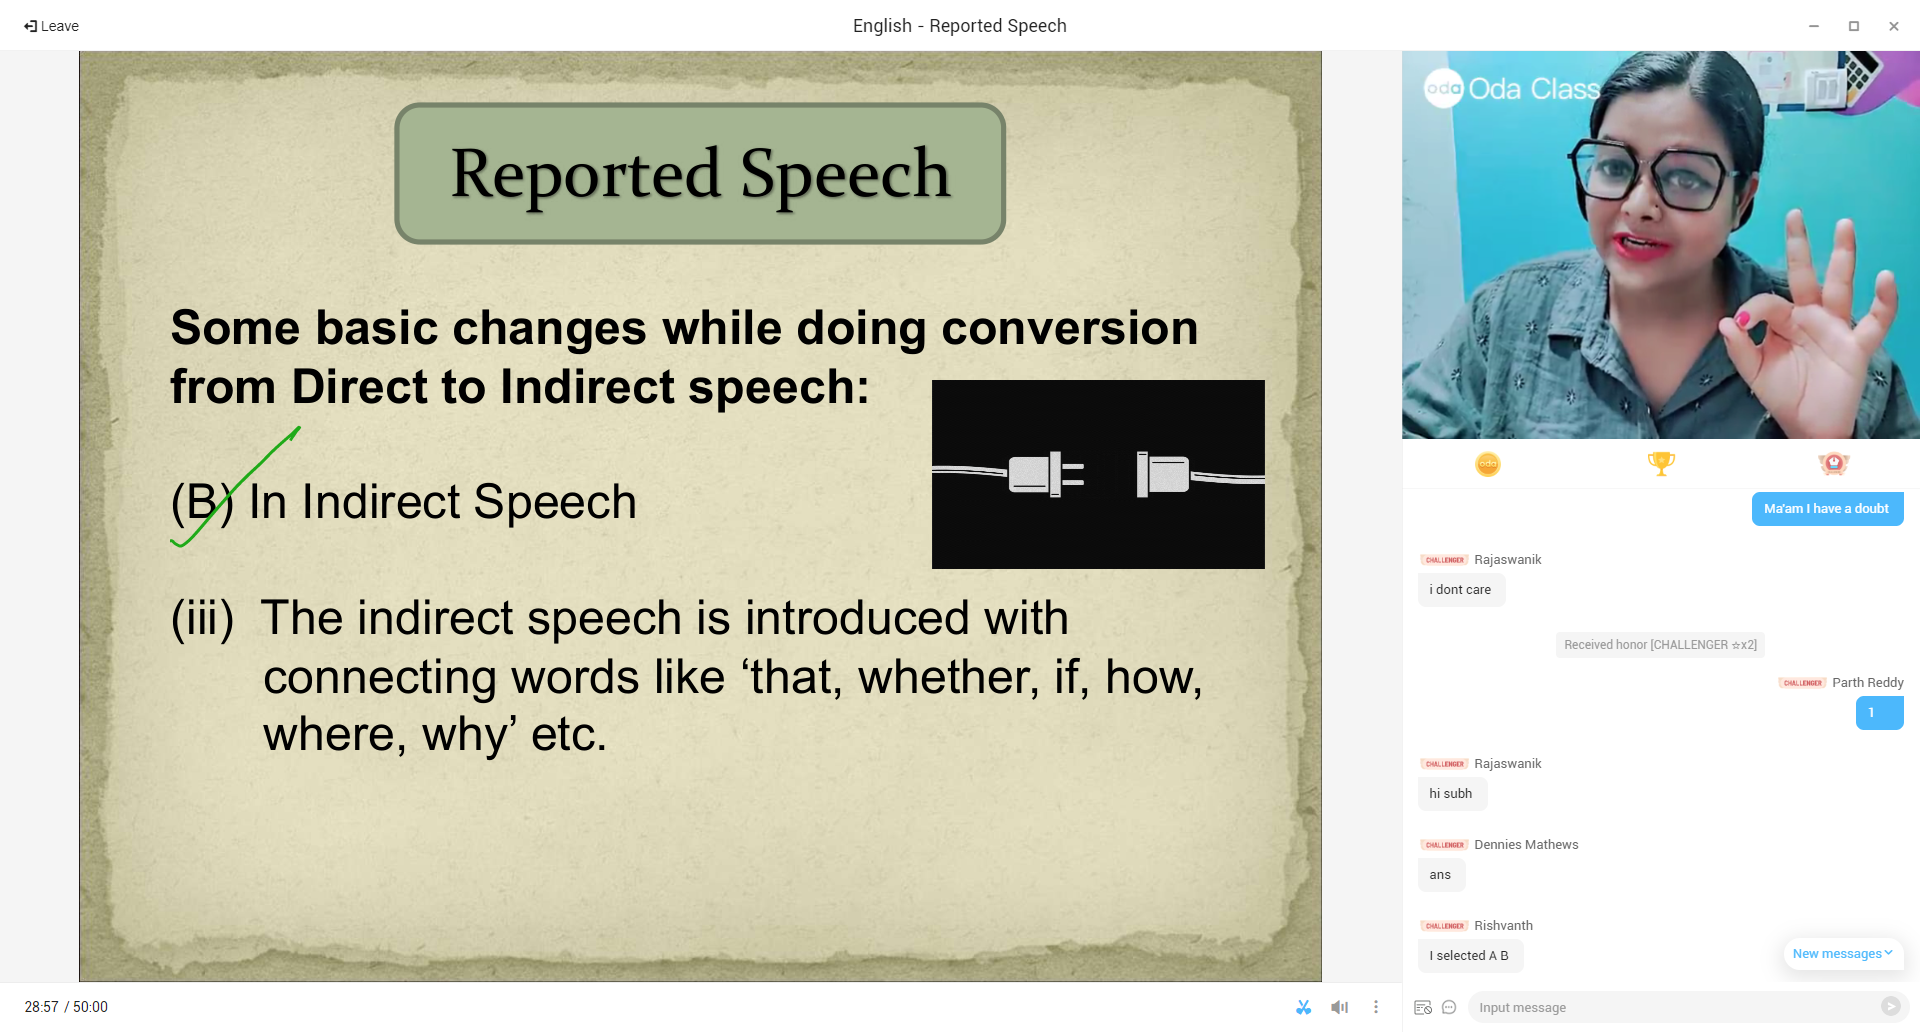 Leave
English - Reported Speech
Reported Speech
Some basic changes while doing conversion
from Direct to Indirect speech:
(B) In Indirect Speech
(iii) The indirect speech is introduced with
connecting words like ‘that, whether, if, how,
where, why’ etc.
28:57 / 50:00
oda Oda Class
oda
Ma'am I have a doubt
CHALLENGER Rajaswanik
i dont care
Received honor [CHALLENGER ☆x2]
CHALLENGER Parth Reddy
1
CHALLENGER Rajaswanik
hi subh
CHALLENGER Dennies Mathews
ans
CHALLENGER Rishvanth
I selected A B
New messages
Input message